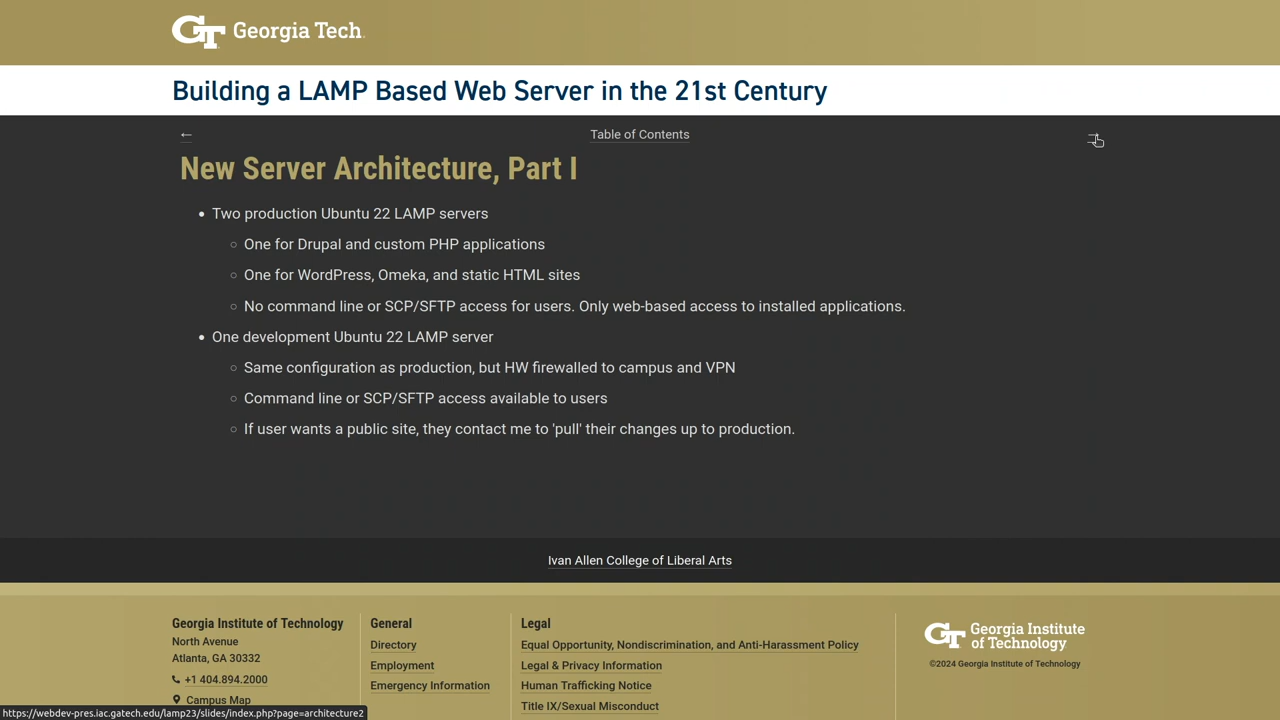 Georgia Tech.
Building a LAMP Based Web Server in the 21st Century
← Table of Contents →
New Server Architecture, Part I
• Two production Ubuntu 22 LAMP servers
○ One for Drupal and custom PHP applications
○ One for WordPress, Omeka, and static HTML sites
○ No command line or SCP/SFTP access for users. Only web-based access to installed applications.
• One development Ubuntu 22 LAMP server
○ Same configuration as production, but HW firewalled to campus and VPN
○ Command line or SCP/SFTP access available to users
○ If user wants a public site, they contact me to 'pull' their changes up to production.
Ivan Allen College of Liberal Arts
Georgia Institute of Technology
North Avenue
Atlanta, GA 30332
+1 404.894.2000
Campus Map
General
Directory
Employment
Emergency Information
Legal
Equal Opportunity, Nondiscrimination, and Anti-Harassment Policy
Legal & Privacy Information
Human Trafficking Notice
Title IX/Sexual Misconduct
Georgia Institute
of Technology
©2024 Georgia Institute of Technology
https://webdev-pres.iac.gatech.edu/lamp23/slides/index.php?page=architecture2